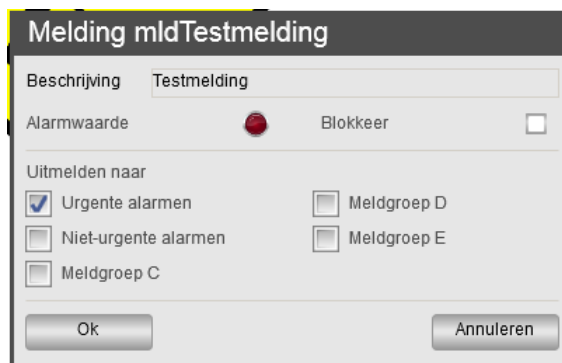 Melding mldTestmelding
Beschrijving Testmelding
Alarmwaarde Blokkeer
Uitmelden naar
Urgente alarmen Meldgroep D
Niet-urgente alarmen Meldgroep E
Meldgroep C
Ok Annuleren